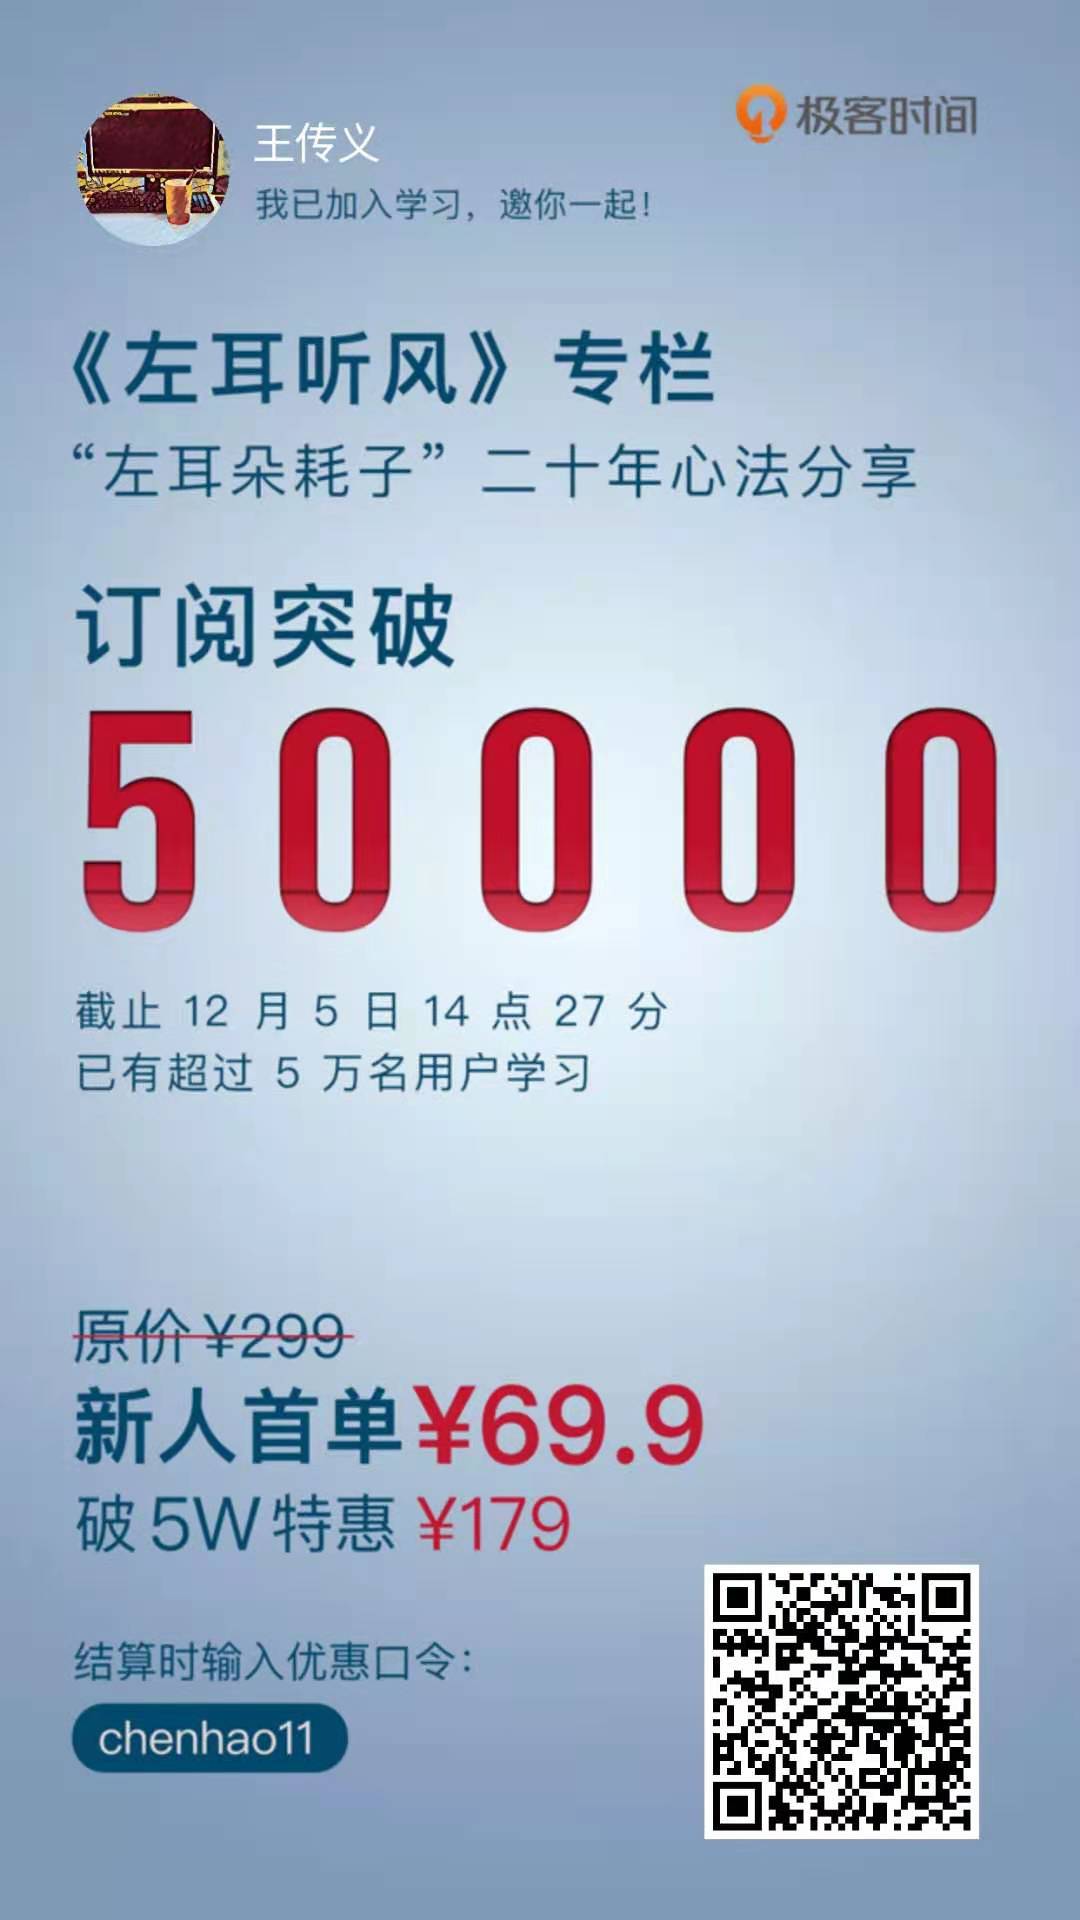 王传义
极客时间
我已加入学习，邀你一起！
《左耳听风》专栏
“左耳朵耗子”二十年心法分享
订阅突破
50000
截止 12 月 5 日 14 点 27 分
已有超过 5 万名用户学习
原价 ¥299
新人首单¥69.9
破5W特惠 ¥179
结算时输入优惠口令：
chenhao11